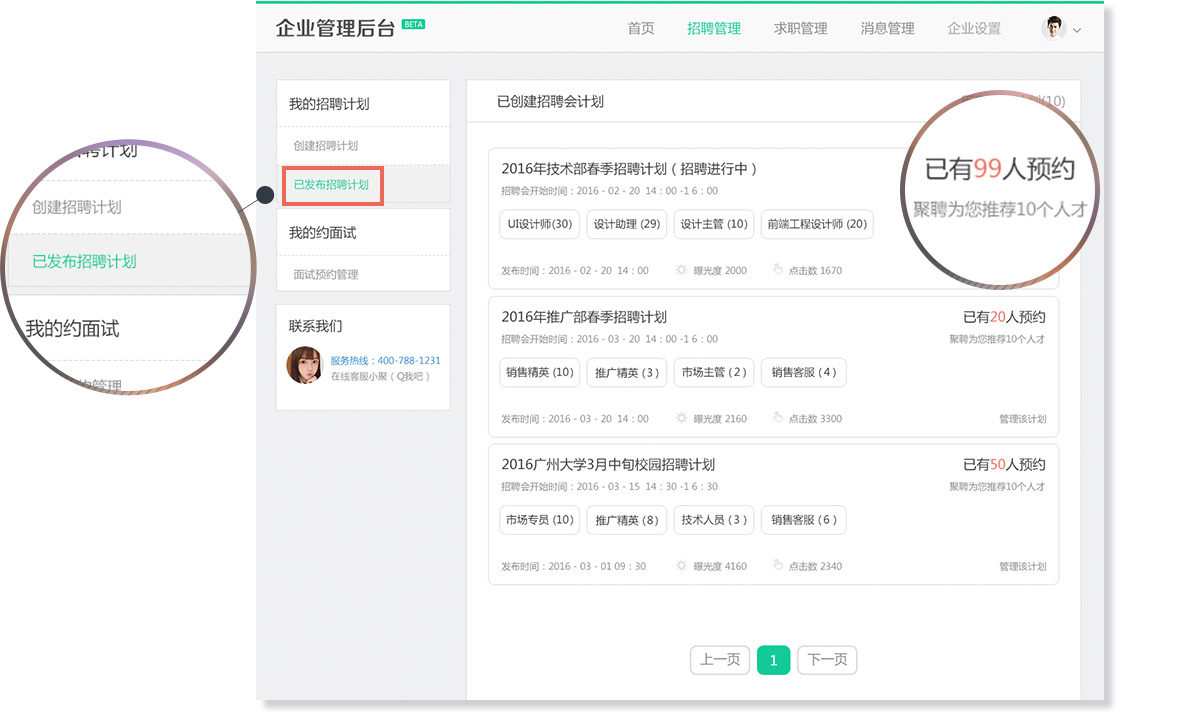 企业管理后台 BETA
首页 招聘管理 求职管理 消息管理 企业设置
我的招聘计划
创建招聘计划
已发布招聘计划
我的约面试
面试预约管理
联系我们
服务热线：400-788-1231
在线客服小聚（Q我吧）
聘计划
创建招聘计划
已发布招聘计划
我的约面试
约管理
已创建招聘会计划
划(10)
2016年技术部春季招聘计划（招聘进行中）
招聘会开始时间：2016 - 02 - 20 14：00 -1 6：00
UI设计师(30) 设计助理 (29) 设计主管 (10) 前端工程设计师 (20)
发布时间：2016 - 02 - 20 14：00 曝光度 2000 点击数 1670
已有99人预约
聚聘为您推荐10个人才
2016年推广部春季招聘计划 已有20人预约
招聘会开始时间：2016 - 03 - 20 14：00 -1 6：00 聚聘为您推荐10个人才
销售精英 (10) 推广精英 ( 3 ) 市场主管 ( 2 ) 销售客服 ( 4 )
发布时间：2016 - 03 - 20 14：00 曝光度 2160 点击数 3300 管理该计划
2016广州大学3月中旬校园招聘计划 已有50人预约
招聘会开始时间：2016 - 03 - 15 14：30 -1 6：30 聚聘为您推荐10个人才
市场专员 (10) 推广精英 ( 8 ) 技术人员 ( 3 ) 销售客服 ( 6 )
发布时间：2016 - 03 - 01 09：30 曝光度 4160 点击数 2340 管理该计划
上一页 1 下一页